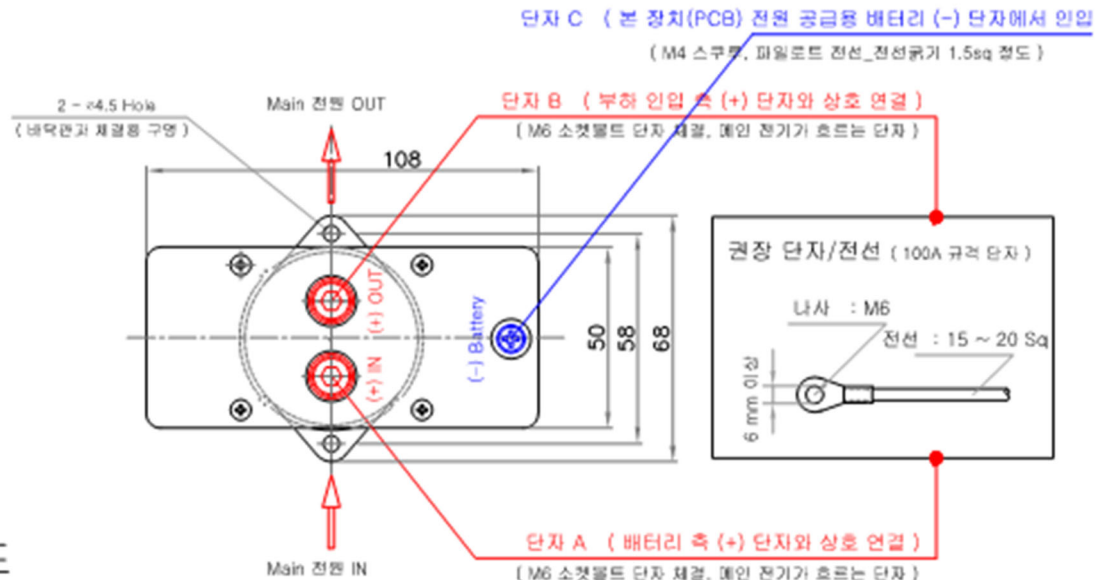 단자 C ( 본 장치(PCB) 전원 공급용 배터리 (-) 단자에서 인입
( M4 스쿠류, 파일로트 전선_전선굵기 1.5sq 정도 )
2 - ø4.5 Hole
( 바닥판과 체결용 구멍 )
Main 전원 OUT
단자 B ( 부하 인입 측 (+) 단자와 상호 연결 )
( M6 소켓볼트 단자 체결, 메인 전기가 흐르는 단자 )
108
(+) OUT
(+) IN
(-) Battery
50
58
68
권장 단자/전선 ( 100A 규격 단자 )
나사 : M6
전선 : 15 ~ 20 Sq
6 mm 이상
단자 A ( 배터리 측 (+) 단자와 상호 연결 )
( M6 소켓볼트 단자 체결, 메인 전기가 흐르는 단자 )
Main 전원 IN